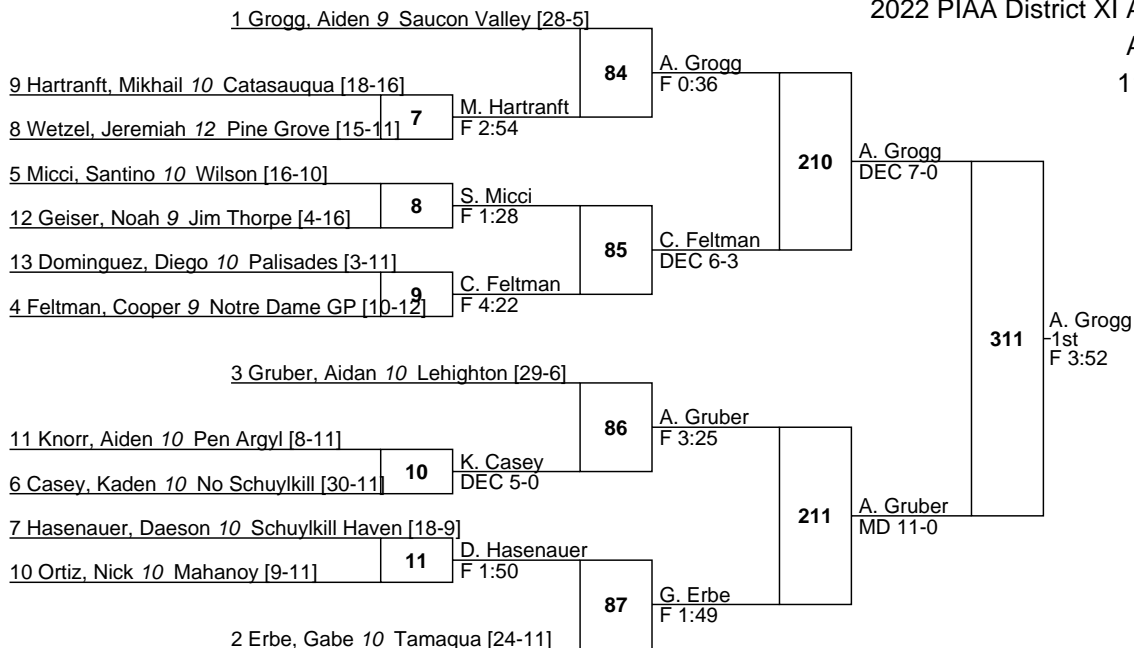 2022 PIAA District XI A
A
1
1 Grogg, Aiden 9 Saucon Valley [28-5]
84
A. Grogg
F 0:36
9 Hartranft, Mikhail 10 Catasauqua [18-16]
7
M. Hartranft
F 2:54
8 Wetzel, Jeremiah 12 Pine Grove [15-11]
210
A. Grogg
DEC 7-0
5 Micci, Santino 10 Wilson [16-10]
8
S. Micci
F 1:28
12 Geiser, Noah 9 Jim Thorpe [4-16]
85
C. Feltman
DEC 6-3
13 Dominguez, Diego 10 Palisades [3-11]
9
C. Feltman
F 4:22
4 Feltman, Cooper 9 Notre Dame GP [10-12]
311
A. Grogg
1st
F 3:52
3 Gruber, Aidan 10 Lehighton [29-6]
86
A. Gruber
F 3:25
11 Knorr, Aiden 10 Pen Argyl [8-11]
10
K. Casey
DEC 5-0
6 Casey, Kaden 10 No Schuylkill [30-11]
211
A. Gruber
MD 11-0
7 Hasenauer, Daeson 10 Schuylkill Haven [18-9]
11
D. Hasenauer
F 1:50
10 Ortiz, Nick 10 Mahanoy [9-11]
87
G. Erbe
F 1:49
2 Erbe, Gabe 10 Tamaqua [24-11]